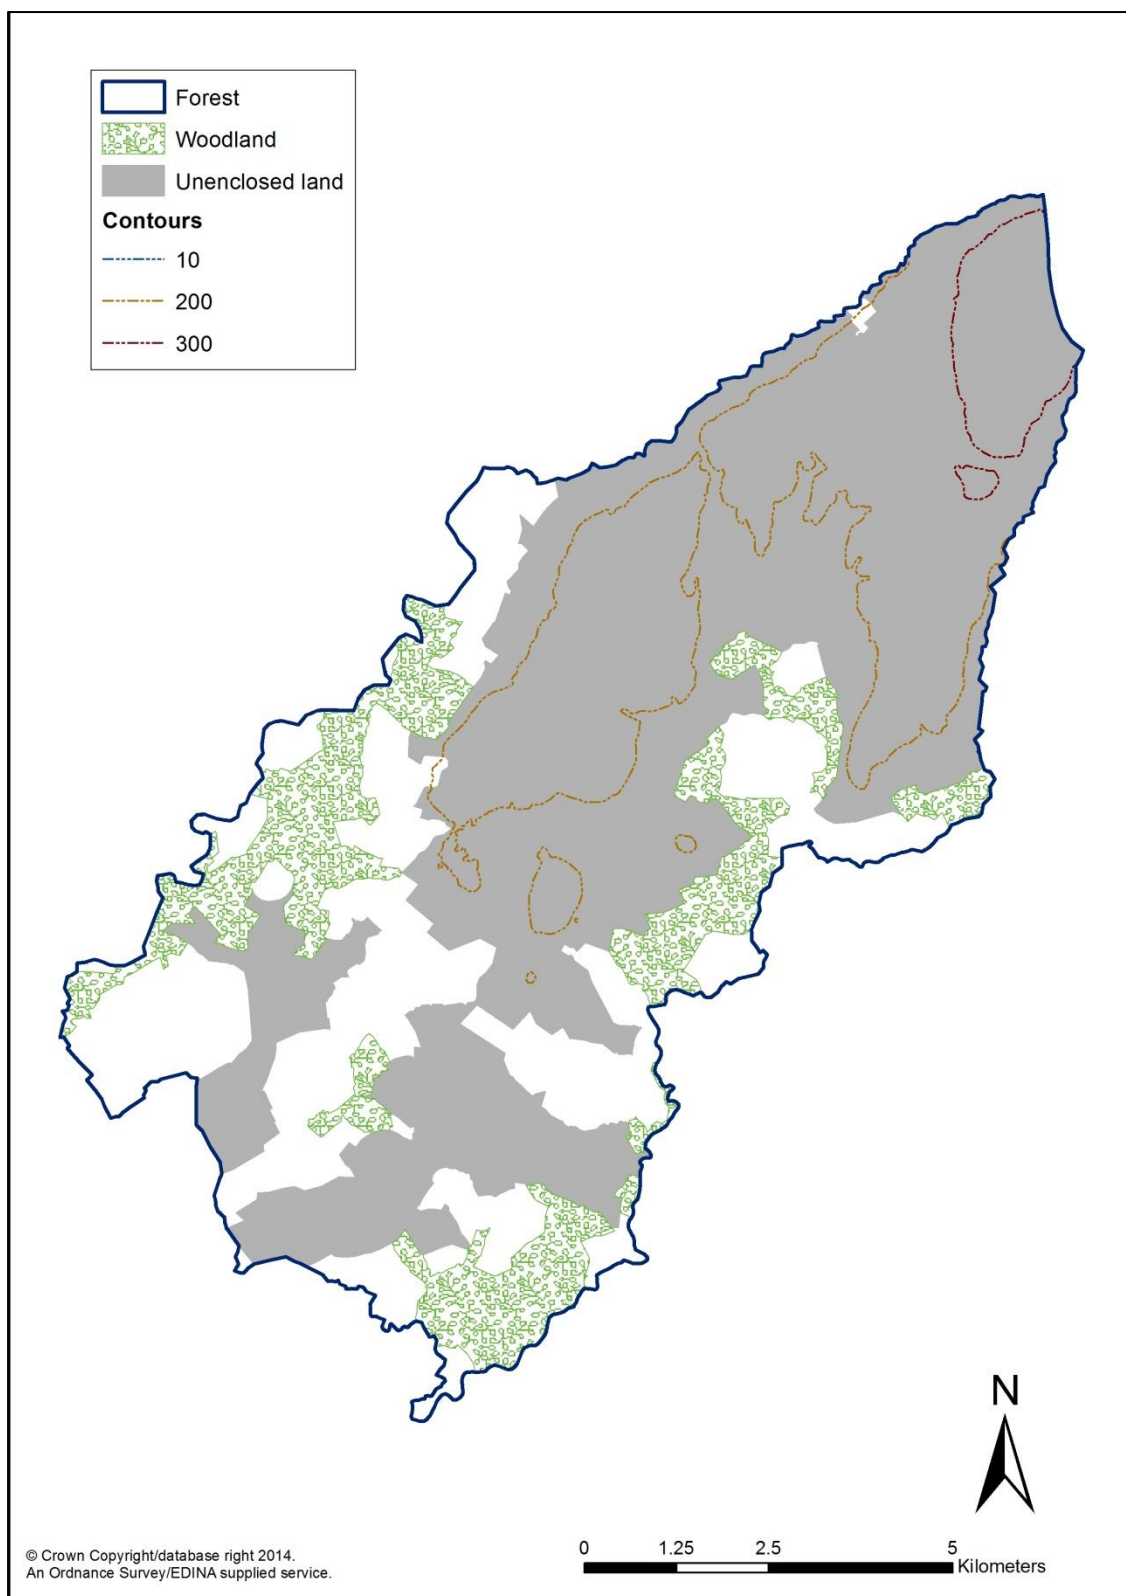 Forest
Woodland
Unenclosed land
Contours
10
200
300
N
0 1.25 2.5 5
Kilometers
© Crown Copyright/database right 2014.
An Ordnance Survey/EDINA supplied service.